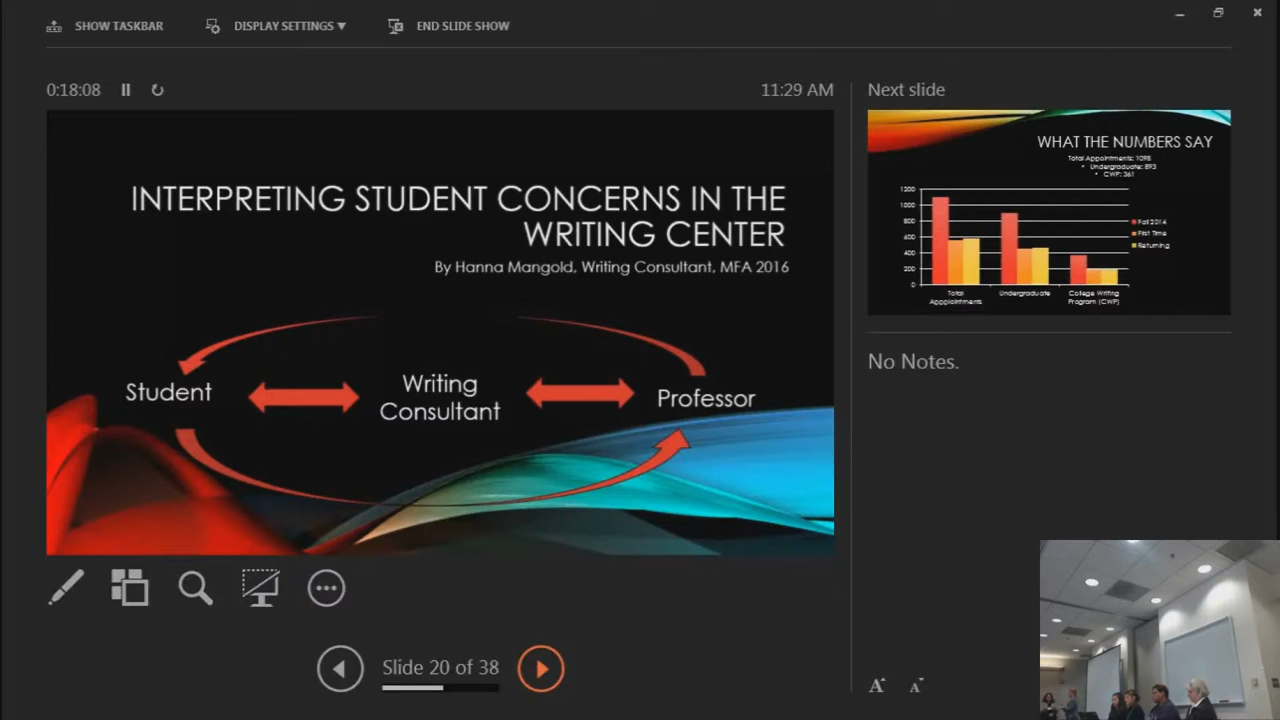 SHOW TASKBAR
DISPLAY SETTINGS ▼
END SLIDE SHOW
0:18:08
11:29 AM
INTERPRETING STUDENT CONCERNS IN THE
WRITING CENTER
By Hanna Mangold, Writing Consultant, MFA 2016
Student
Writing
Consultant
Professor
Slide 20 of 38
Next slide
WHAT THE NUMBERS SAY
Total Appointments: 1098
• Undergraduate: 893
• CWP: 361
1200
1000
800
600
400
200
0
Total
Appointments
Undergraduate
College Writing
Program (CWP)
Fall 2014
First Time
Returning
No Notes.
A
A